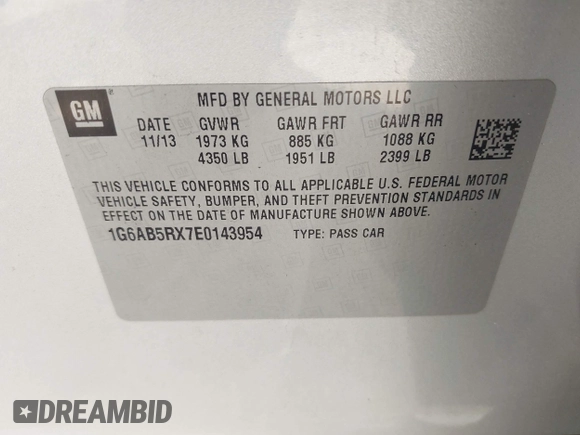 GM
MFD BY GENERAL MOTORS LLC
DATE GVWR GAWR FRT GAWR RR
11/13 1973 KG 885 KG 1088 KG
4350 LB 1951 LB 2399 LB
THIS VEHICLE CONFORMS TO ALL APPLICABLE U.S. FEDERAL MOTOR
VEHICLE SAFETY, BUMPER, AND THEFT PREVENTION STANDARDS IN
EFFECT ON THE DATE OF MANUFACTURE SHOWN ABOVE.
1G6AB5RX7E0143954 TYPE: PASS CAR
DREAMBID